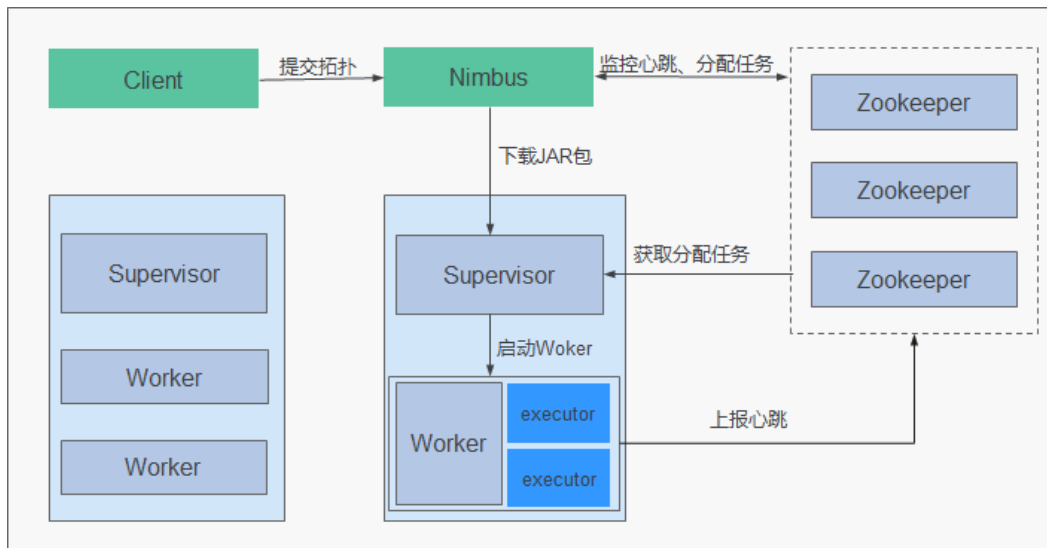 Client
提交拓扑
Nimbus
监控心跳、分配任务
Zookeeper
Zookeeper
Zookeeper
下载JAR包
Supervisor
Worker
Worker
Supervisor
获取分配任务
启动Woker
Worker
executor
executor
上报心跳